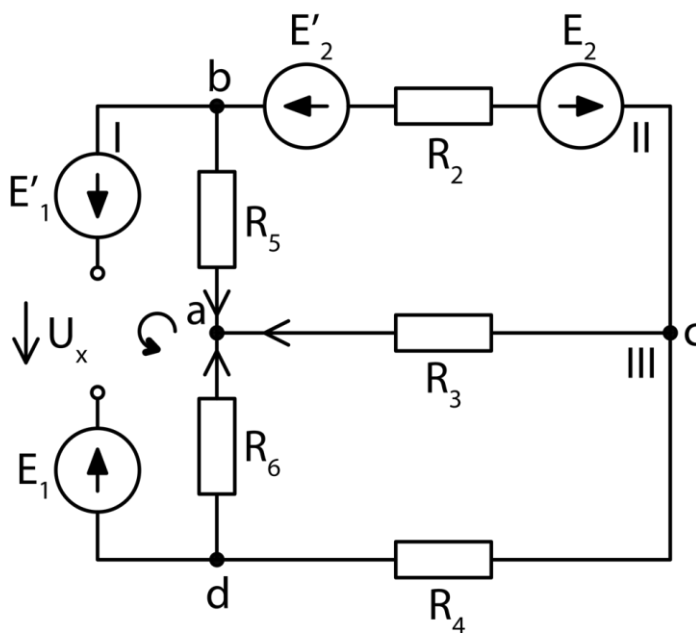 E'₂ E₂
b
I II
R₂
E'₁
R₅
a
c
Uₓ III
R₃
E₁ R₆
d
R₄